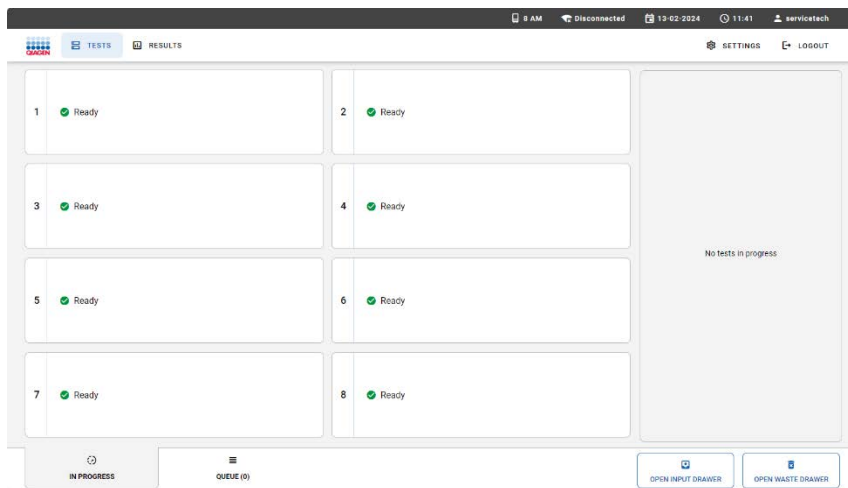 8 AM Disconnected 13-02-2024 11:41 servicetech
QIAGEN TESTS RESULTS SETTINGS LOGOUT
1 Ready
2 Ready
3 Ready
4 Ready
No tests in progress
5 Ready
6 Ready
7 Ready
8 Ready
IN PROGRESS
QUEUE (0)
OPEN INPUT DRAWER
OPEN WASTE DRAWER